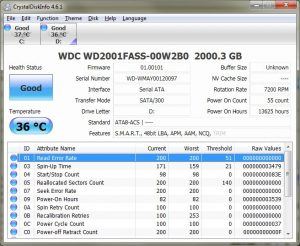 CrystalDiskInfo 4.6.1
File Edit Function Theme Disk Help Language
Good Good
37 °C 36 °C
C: D:
WDC WD2001FASS-00W2B0 2000.3 GB
Health Status
Good
Temperature
36 °C
Firmware 01.00101 Buffer Size Unknown
Serial Number WD-WMAY00120097 NV Cache Size ----
Interface Serial ATA Rotation Rate 7200 RPM
Transfer Mode SATA/300 Power On Count 55 count
Drive Letter D: Power On Hours 13625 hours
Standard ATA8-ACS | ----
Features S.M.A.R.T., 48bit LBA, APM, AAM, NCQ, TRIM
ID Attribute Name Current Worst Threshold Raw Values
01 Read Error Rate 200 200 51 000000000000
03 Spin-Up Time 171 159 21 000000003479
04 Start/Stop Count 98 98 0 00000000083E
05 Reallocated Sectors Count 200 200 140 000000000000
07 Seek Error Rate 200 200 0 000000000000
09 Power-On Hours 82 82 0 000000003539
0A Spin Retry Count 100 100 0 000000000000
0B Recalibration Retries 100 253 0 000000000000
0C Power Cycle Count 100 100 0 000000000037
C0 Power-off Retract Count 200 200 0